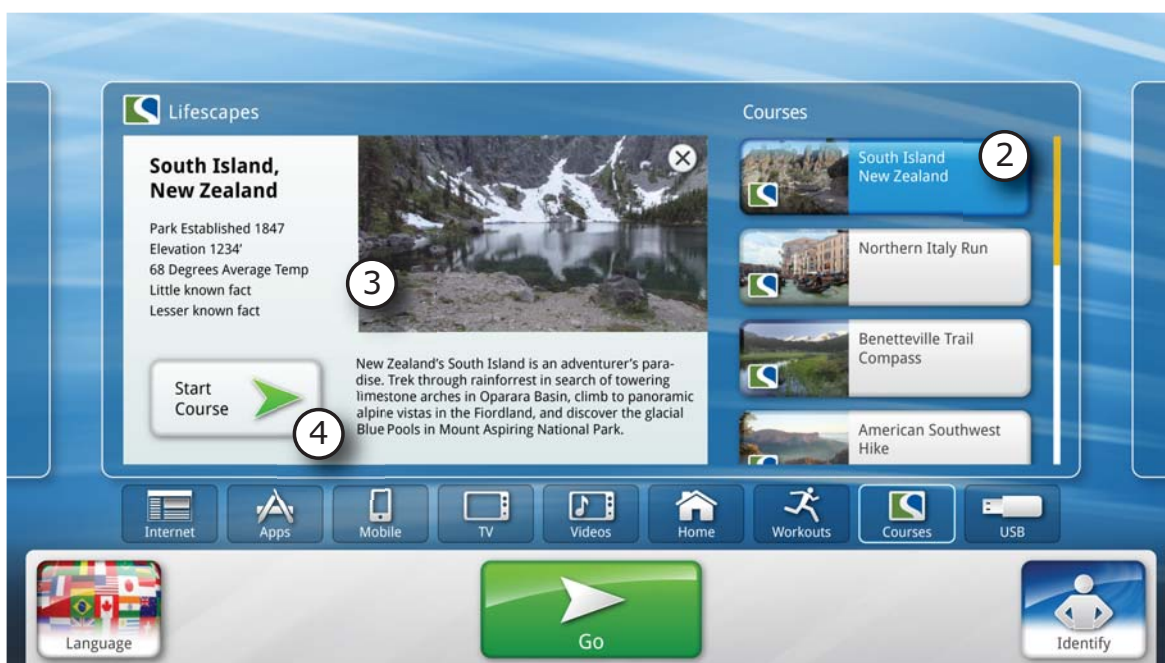 Lifescapes
South Island,
New Zealand
Park Established 1847
Elevation 1234'
68 Degrees Average Temp
Little known fact
Lesser known fact
3
Start
Course
4
New Zealand's South Island is an adventurer's para-
dise. Trek through rainforrest in search of towering
limestone arches in Oparara Basin, climb to panoramic
alpine vistas in the Fiordland, and discover the glacial
Blue Pools in Mount Aspiring National Park.
Courses
South Island
New Zealand
2
Northern Italy Run
Benetteville Trail
Compass
American Southwest
Hike
Internet
Apps
Mobile
TV
Videos
Home
Workouts
Courses
USB
Language
Go
Identify